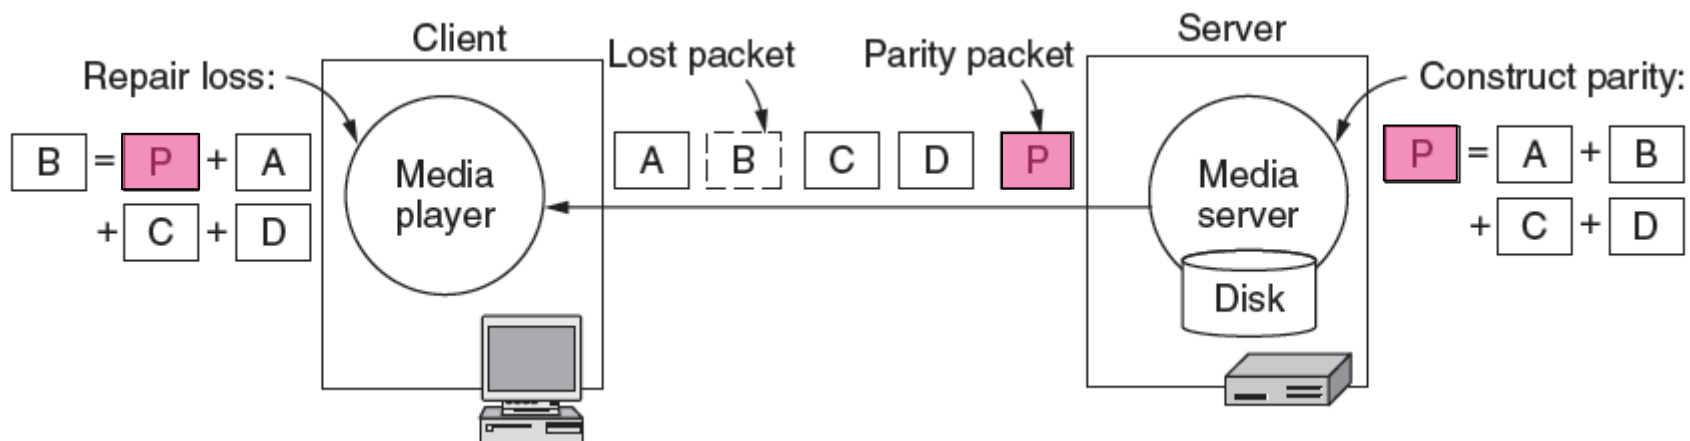 Client
Server
Repair loss:
Lost packet
Parity packet
Construct parity:
B = P + A
+ C + D
Media
player
A B C D P
Media
server
Disk
P = A + B
+ C + D